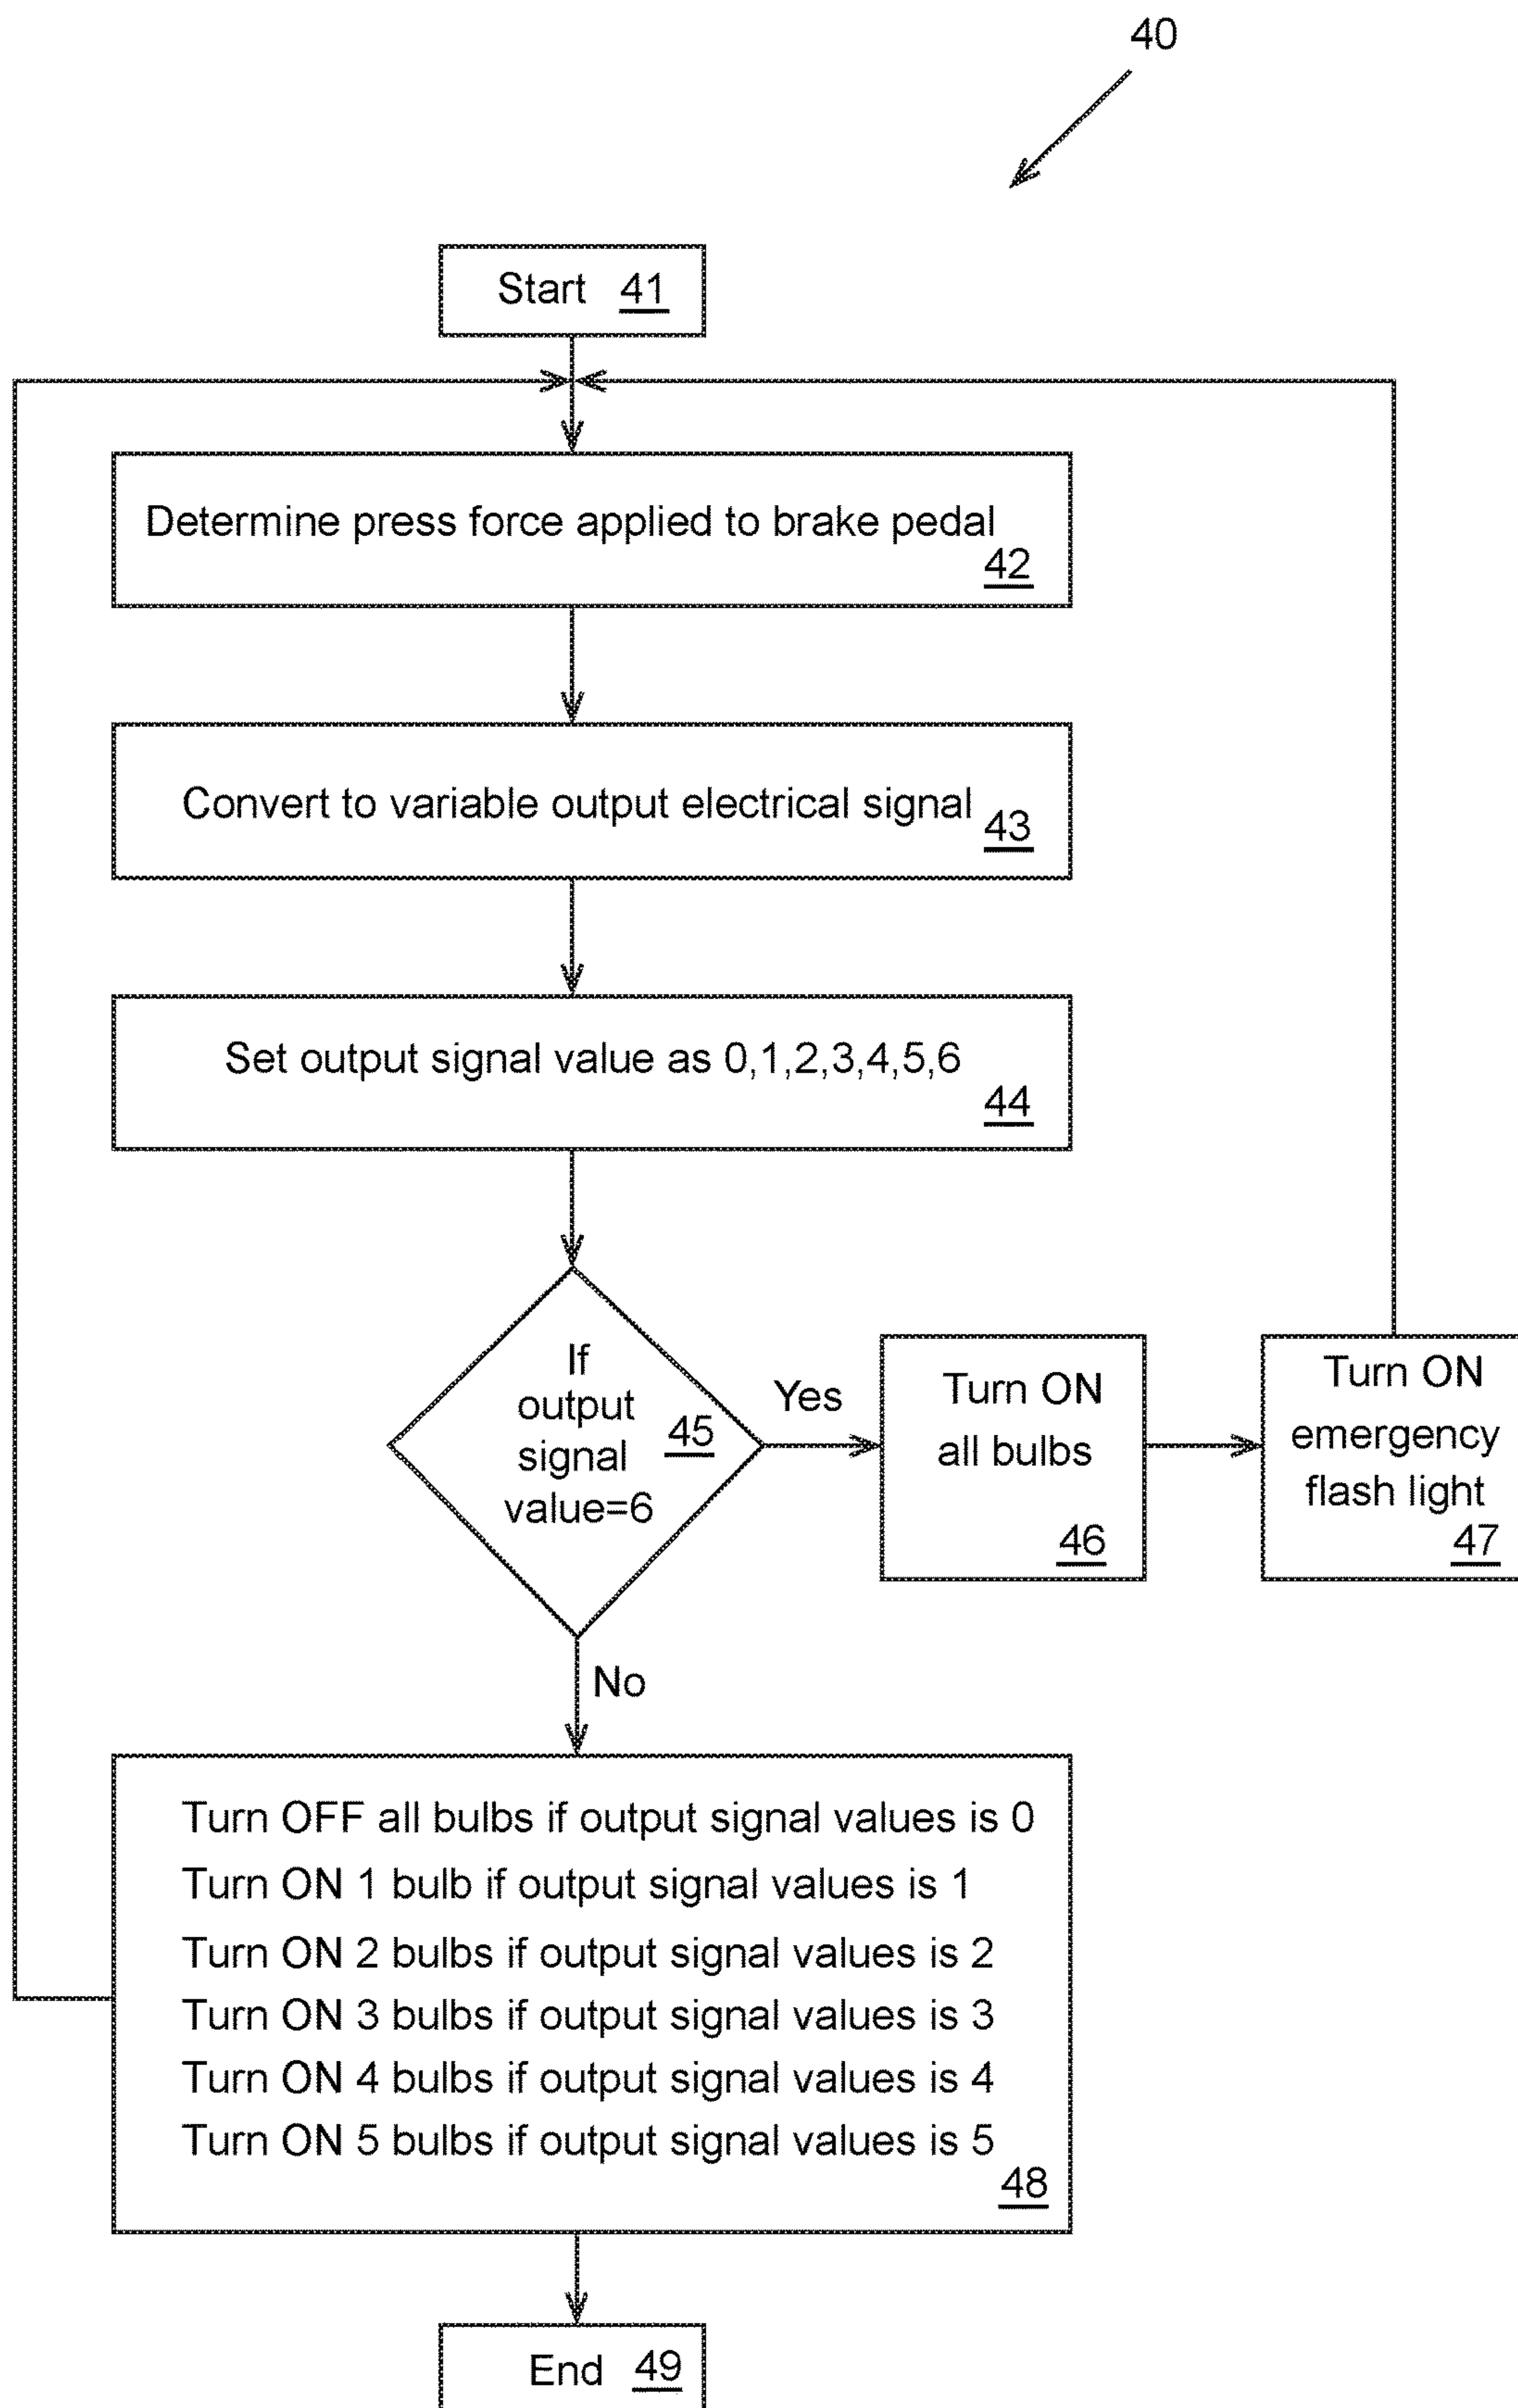 40
Start 41
Determine press force applied to brake pedal
42
Convert to variable output electrical signal
43
Set output signal value as 0,1,2,3,4,5,6
44
If
output
signal
value=6
45
Yes
Turn ON
all bulbs
46
Turn ON
emergency
flash light
47
No
Turn OFF all bulbs if output signal values is 0
Turn ON 1 bulb if output signal values is 1
Turn ON 2 bulbs if output signal values is 2
Turn ON 3 bulbs if output signal values is 3
Turn ON 4 bulbs if output signal values is 4
Turn ON 5 bulbs if output signal values is 5
48
End 49